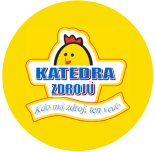 KATEDRA
ZDROJŮ
Kdo má zdroj, ten vede